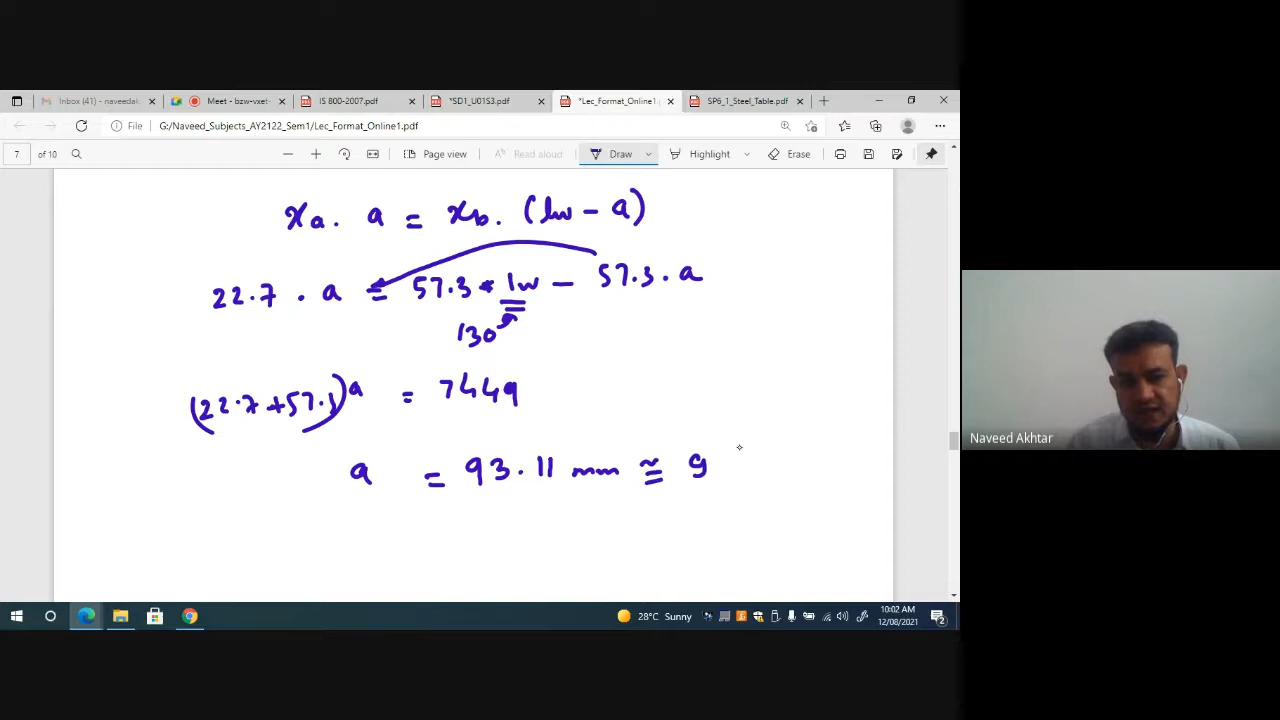 Inbox (41) - naveedak
Meet - bzw-vxet-
IS 800-2007.pdf
*SD1_U01S3.pdf
*Lec_Format_Online1.p
SP6_1_Steel_Table.pdf
File
G:/Naveed_Subjects_AY2122_Sem1/Lec_Format_Online1.pdf
7 of 10
Page view
Read aloud
Draw
Highlight
Erase
xa. a = xb. (lw - a)
22.7 . a = 57.3 * lw - 57.3 . a
130
(22.7+57.3)a = 7449
a = 93.11 mm ≅ 9
Naveed Akhtar
28°C Sunny
10:02 AM
12/08/2021
2